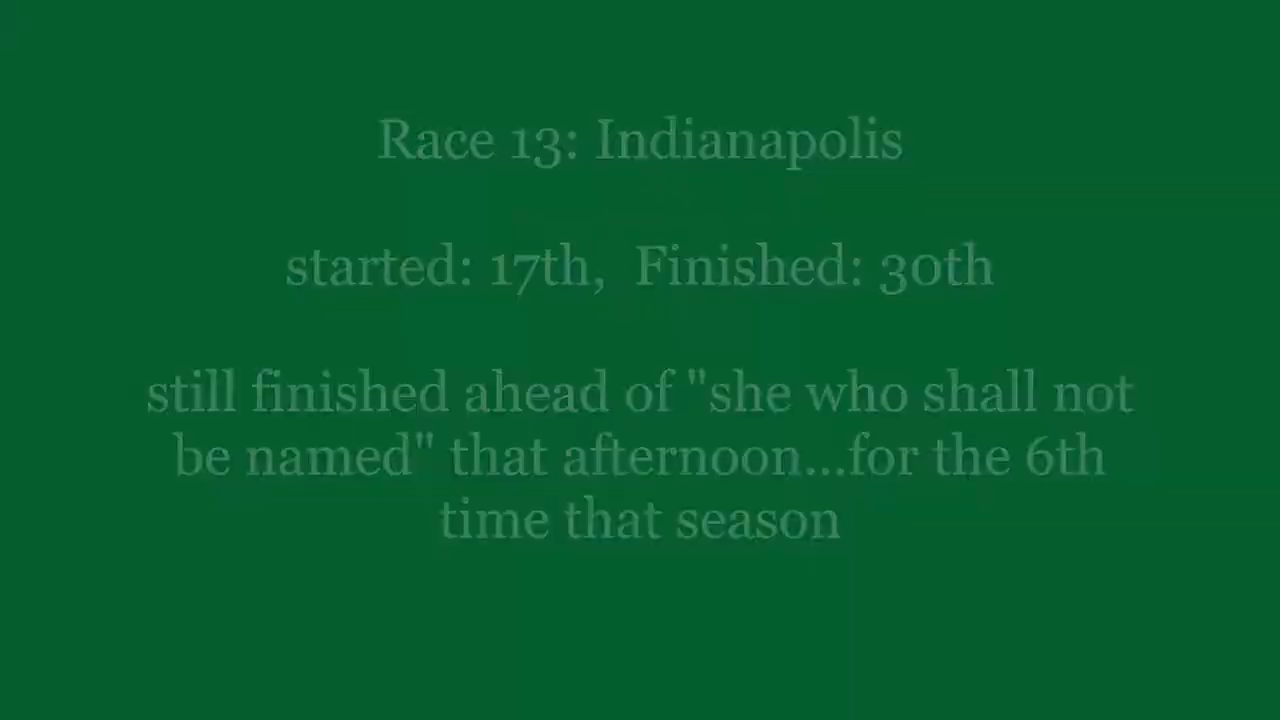 Race 13: Indianapolis
started: 17th,  Finished: 30th
still finished ahead of "she who shall not
be named" that afternoon...for the 6th
time that season